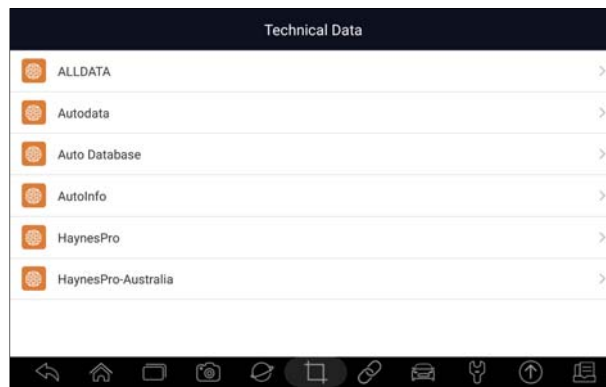 Technical Data
ALLDATA
Autodata
Auto Database
AutoInfo
HaynesPro
HaynesPro-Australia